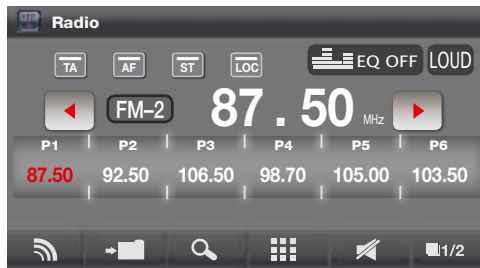 Radio
TA AF ST LOC EQ OFF LOUD
FM–2 87.50 MHz
P1 P2 P3 P4 P5 P6
87.50 92.50 106.50 98.70 105.00 103.50
1/2